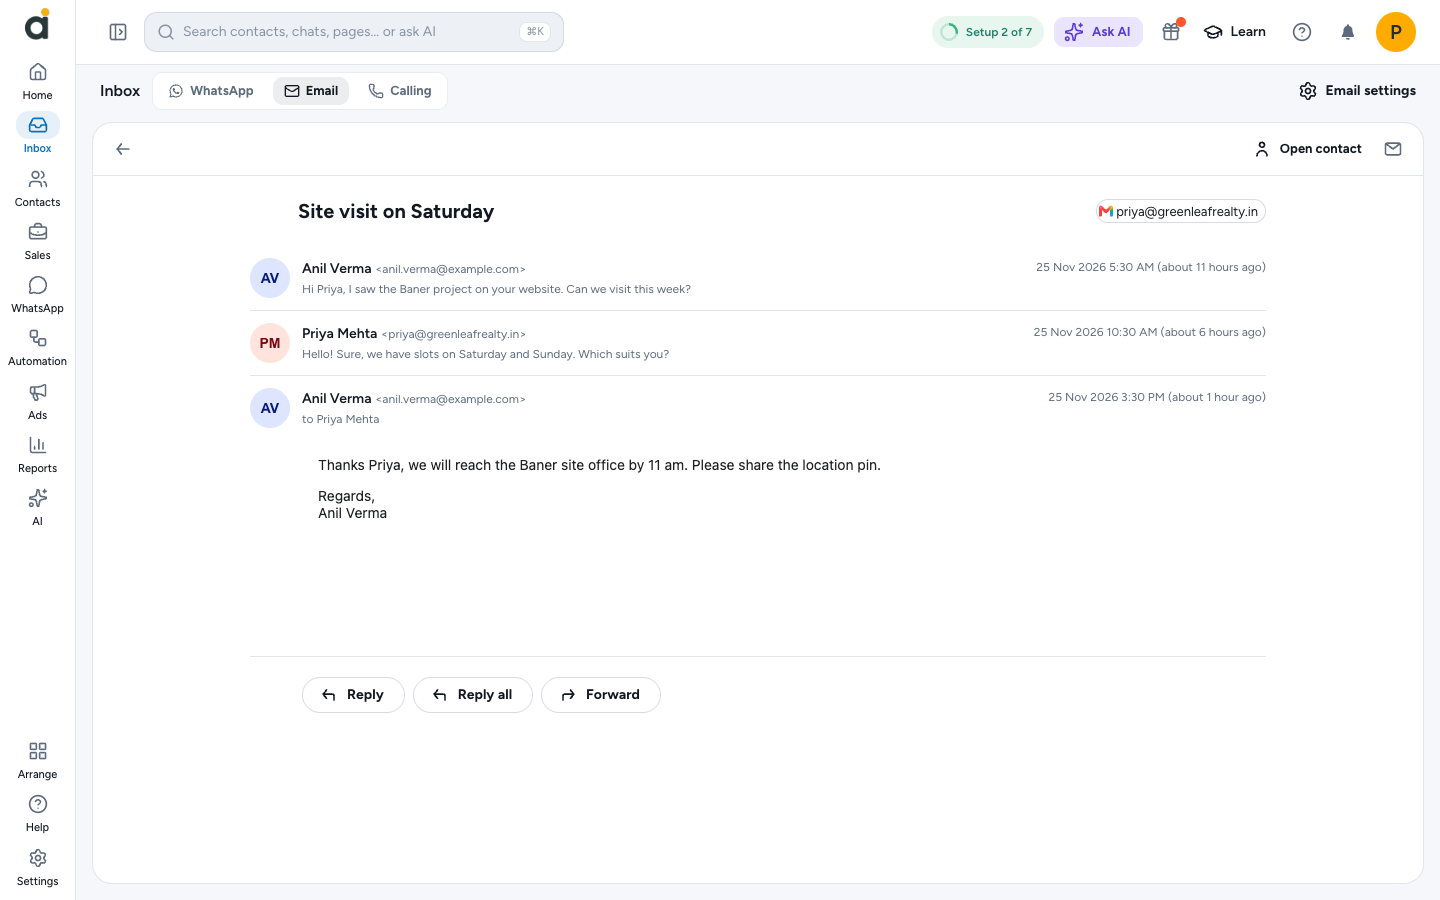 Search contacts, chats, pages... or ask AI
⌘K
Setup 2 of 7
Ask AI
Learn
P
Home
Inbox
Contacts
Sales
WhatsApp
Automation
Ads
Reports
AI
Arrange
Help
Settings
Inbox
WhatsApp
Email
Calling
Email settings
Open contact
Site visit on Saturday
priya@greenleafrealty.in
AV
Anil Verma <anil.verma@example.com>
25 Nov 2026 5:30 AM (about 11 hours ago)
Hi Priya, I saw the Baner project on your website. Can we visit this week?
PM
Priya Mehta <priya@greenleafrealty.in>
25 Nov 2026 10:30 AM (about 6 hours ago)
Hello! Sure, we have slots on Saturday and Sunday. Which suits you?
AV
Anil Verma <anil.verma@example.com>
25 Nov 2026 3:30 PM (about 1 hour ago)
to Priya Mehta
Thanks Priya, we will reach the Baner site office by 11 am. Please share the location pin.
Regards,
Anil Verma
Reply
Reply all
Forward